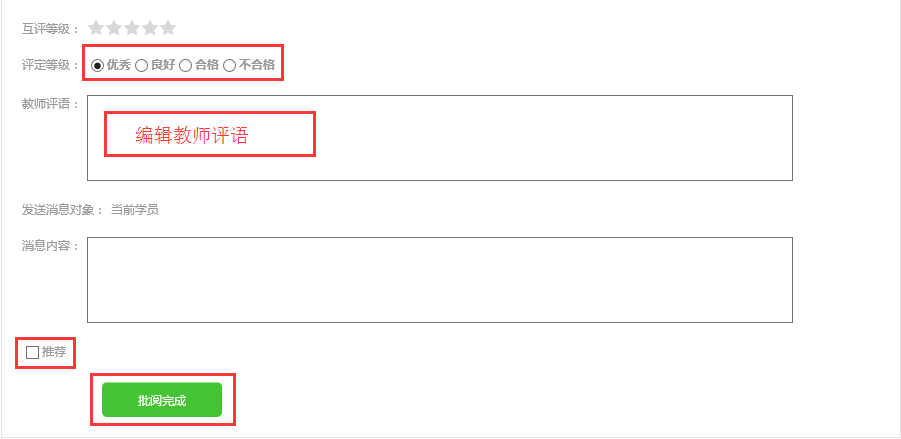 互评等级：
评定等级： 优秀 良好 合格 不合格
教师评语：
编辑教师评语
发送消息对象： 当前学员
消息内容：
推荐
批阅完成